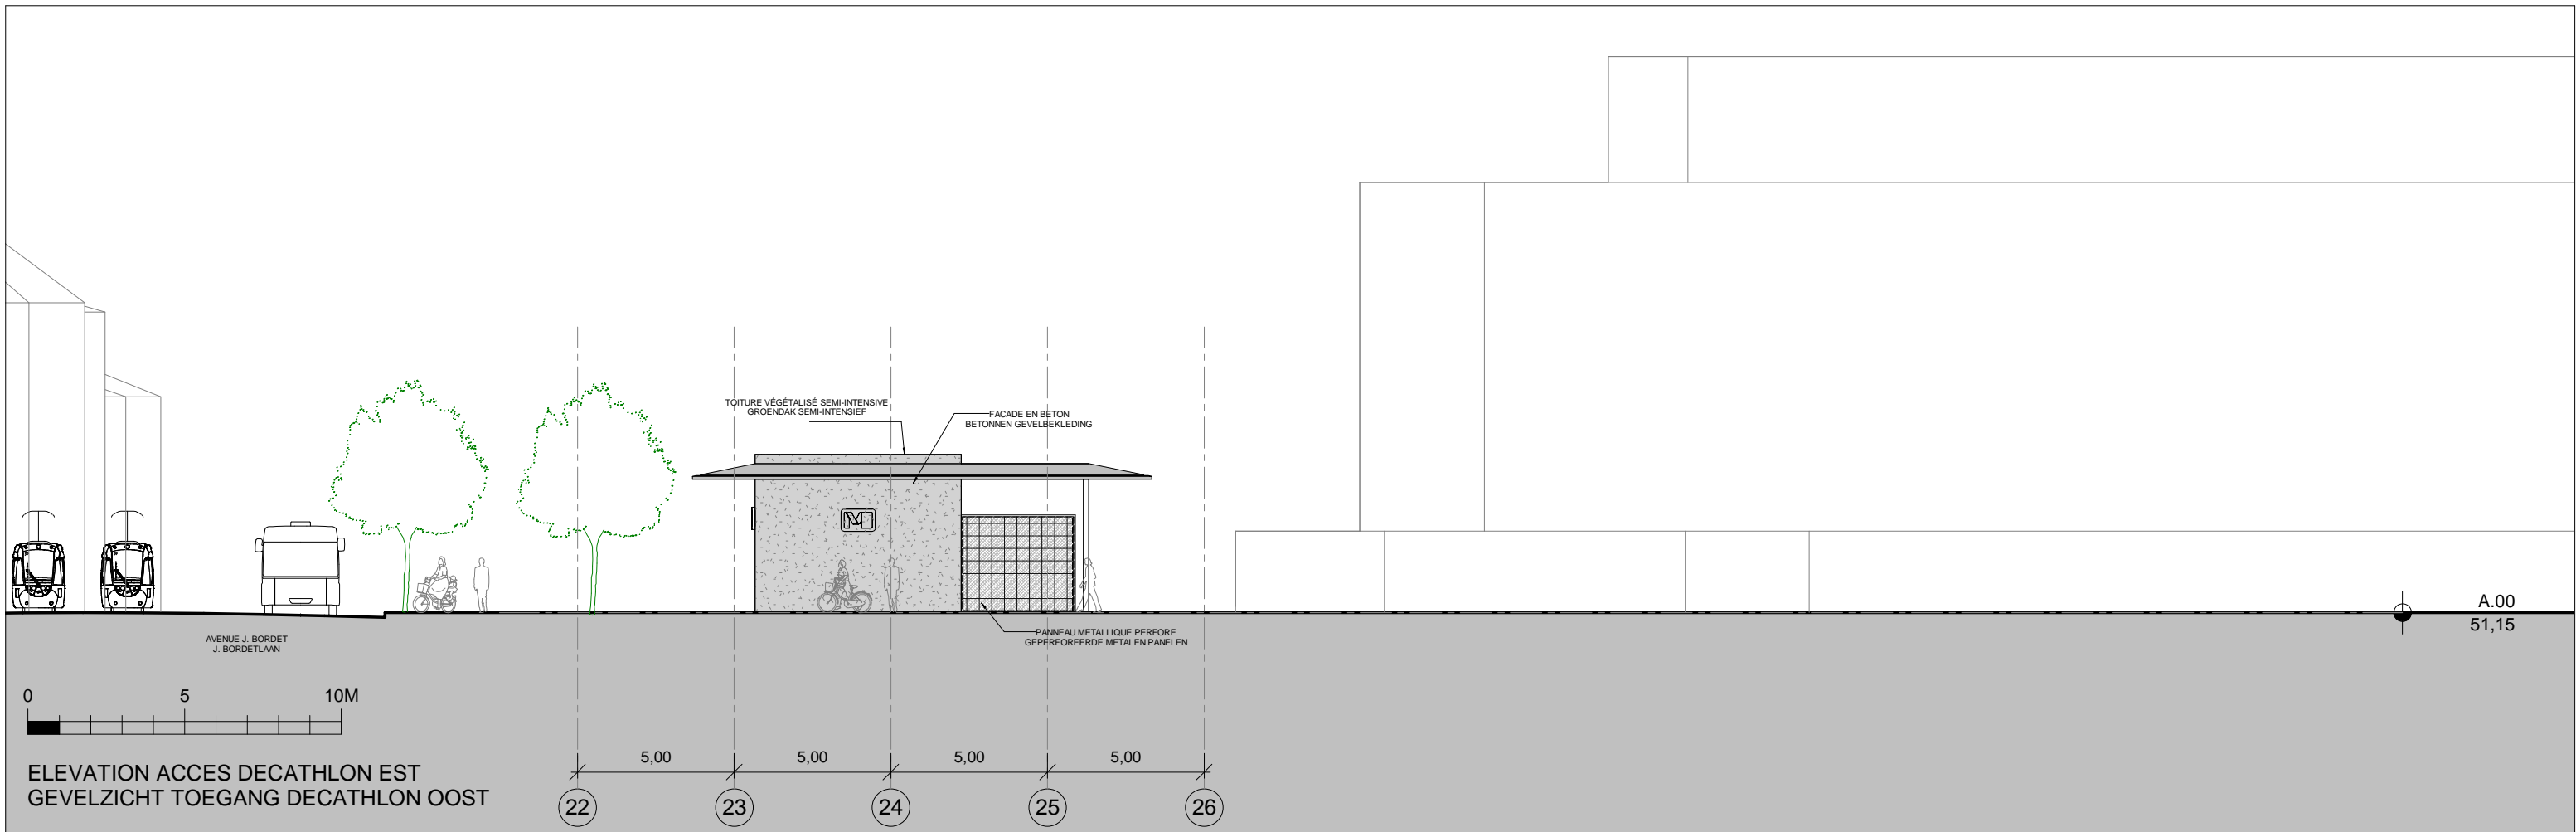 TOITURE VÉGÉTALISÉ SEMI-INTENSIVE
GROENDAK SEMI-INTENSIEF
FACADE EN BETON
BETONNEN GEVELBEKLEDING
M
A.00
51,15
PANNEAU METALLIQUE PERFORE
GEPERFOREERDE METALEN PANELEN
AVENUE J. BORDET
J. BORDETLAAN
0 5 10M
5,00 5,00 5,00 5,00
ELEVATION ACCES DECATHLON EST
GEVELZICHT TOEGANG DECATHLON OOST
22 23 24 25 26